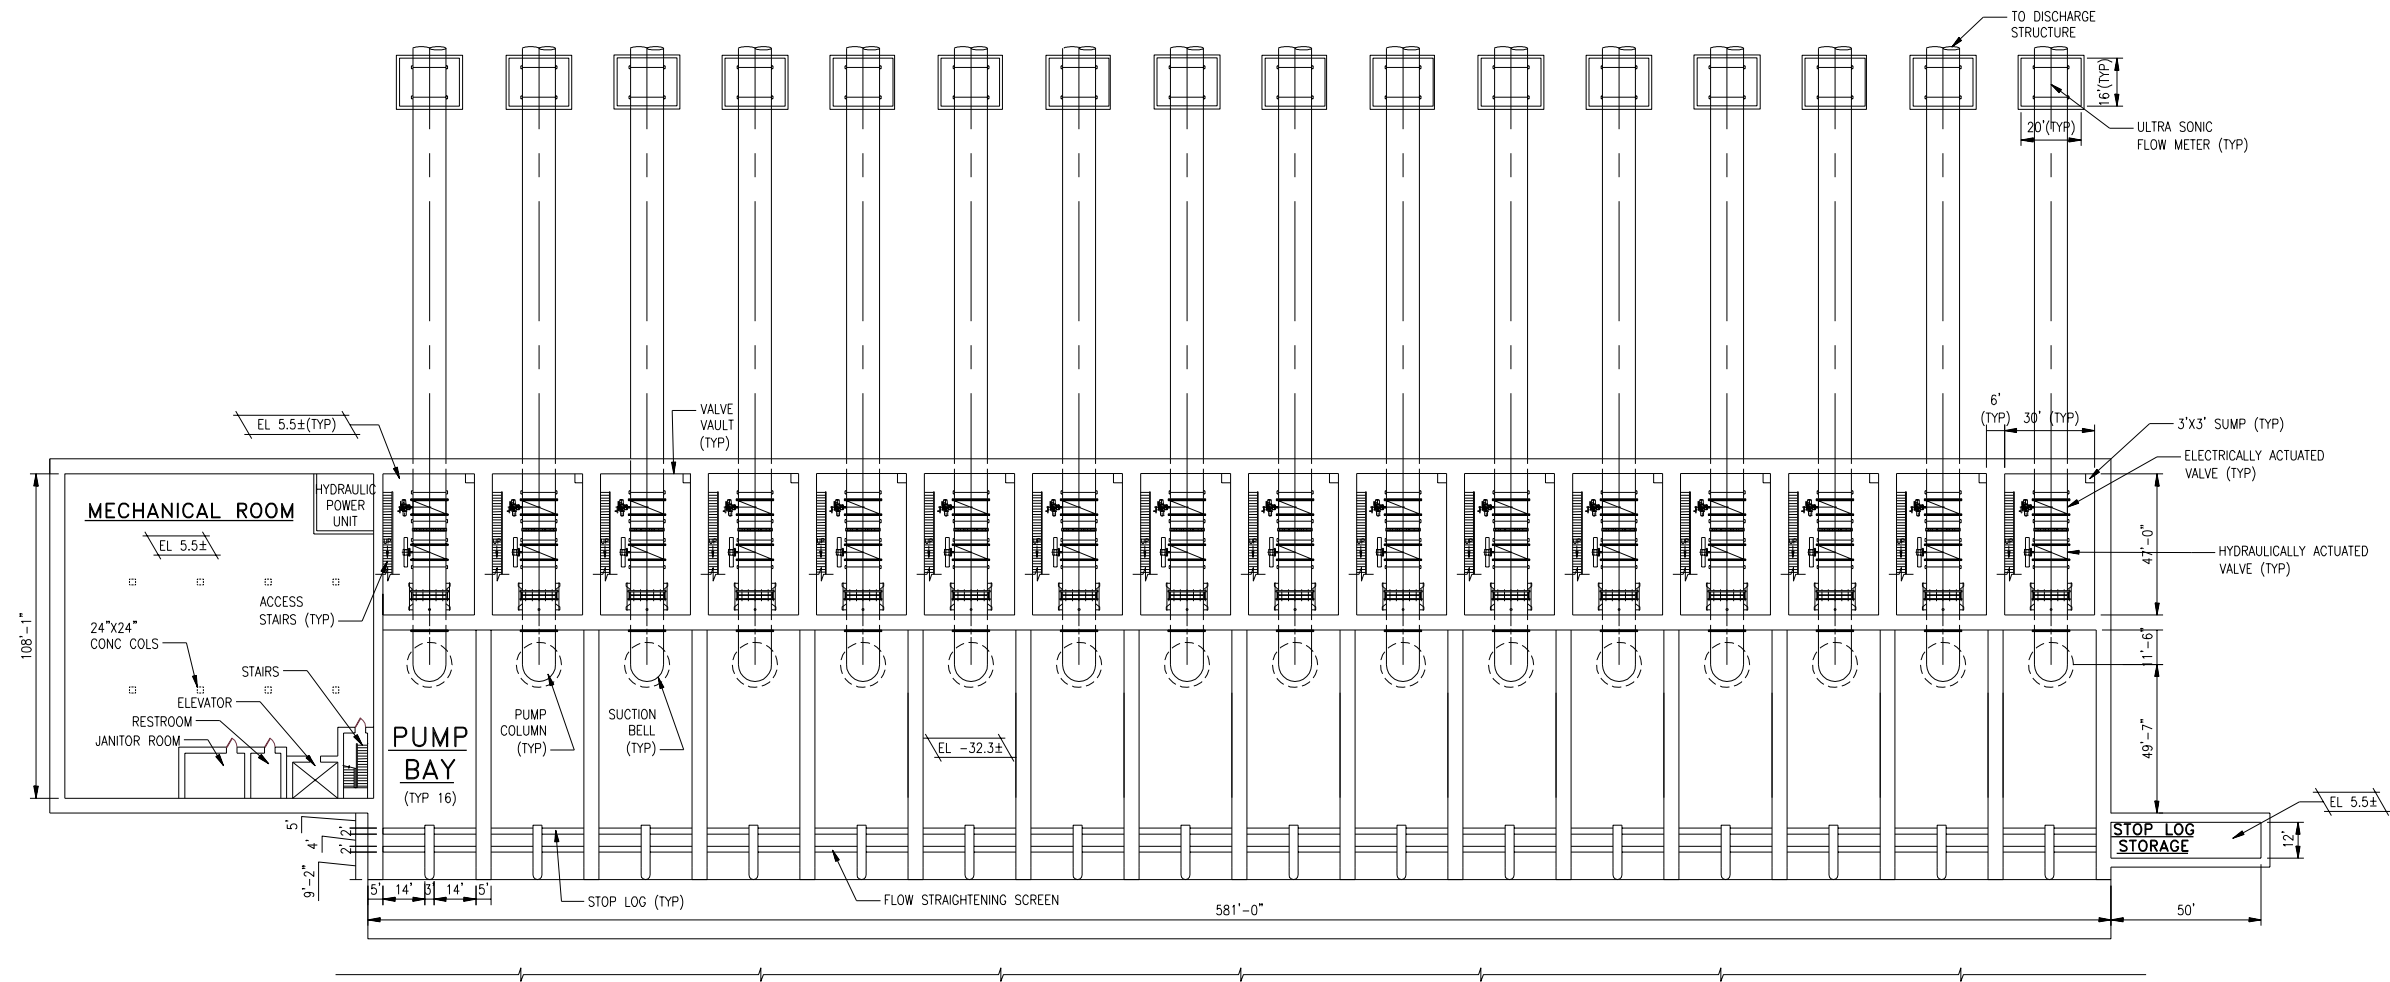 TO DISCHARGE
STRUCTURE
16'(TYP)
20'(TYP)
ULTRA SONIC
FLOW METER (TYP)
EL 5.5±(TYP)
VALVE
VAULT
(TYP)
6'
(TYP)
30' (TYP)
3'X3' SUMP (TYP)
ELECTRICALLY ACTUATED
VALVE (TYP)
HYDRAULIC
POWER
UNIT
MECHANICAL ROOM
EL 5.5±
47'-0"
HYDRAULICALLY ACTUATED
VALVE (TYP)
108'-1"
ACCESS
STAIRS (TYP)
24"X24"
CONC COLS
11'-6"
STAIRS
ELEVATOR
RESTROOM
JANITOR ROOM
PUMP
COLUMN
(TYP)
SUCTION
BELL
(TYP)
PUMP
BAY
(TYP 16)
EL -32.3±
49'-7"
EL 5.5±
5'
2'
4'
2'
9'-2"
STOP LOG
STORAGE
12'
5'
14'
3'
14'
5'
STOP LOG (TYP)
FLOW STRAIGHTENING SCREEN
581'-0"
50'